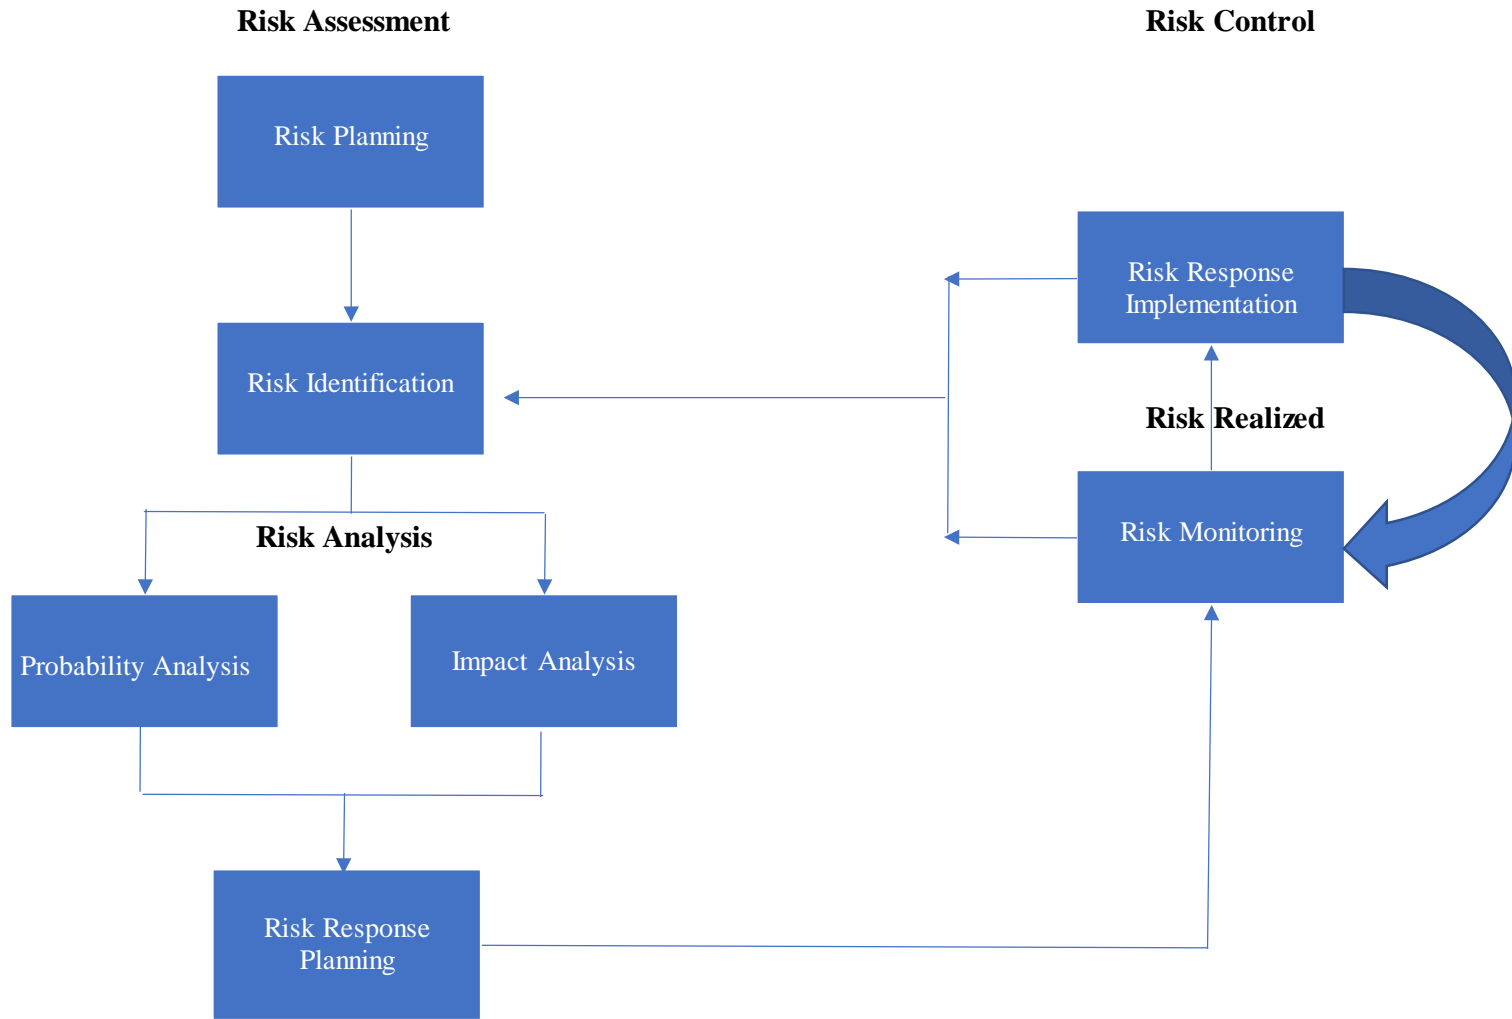 Risk Assessment
Risk Control
Risk Planning
Risk Response
Implementation
Risk Identification
Risk Realized
Risk Analysis
Risk Monitoring
Probability Analysis
Impact Analysis
Risk Response
Planning